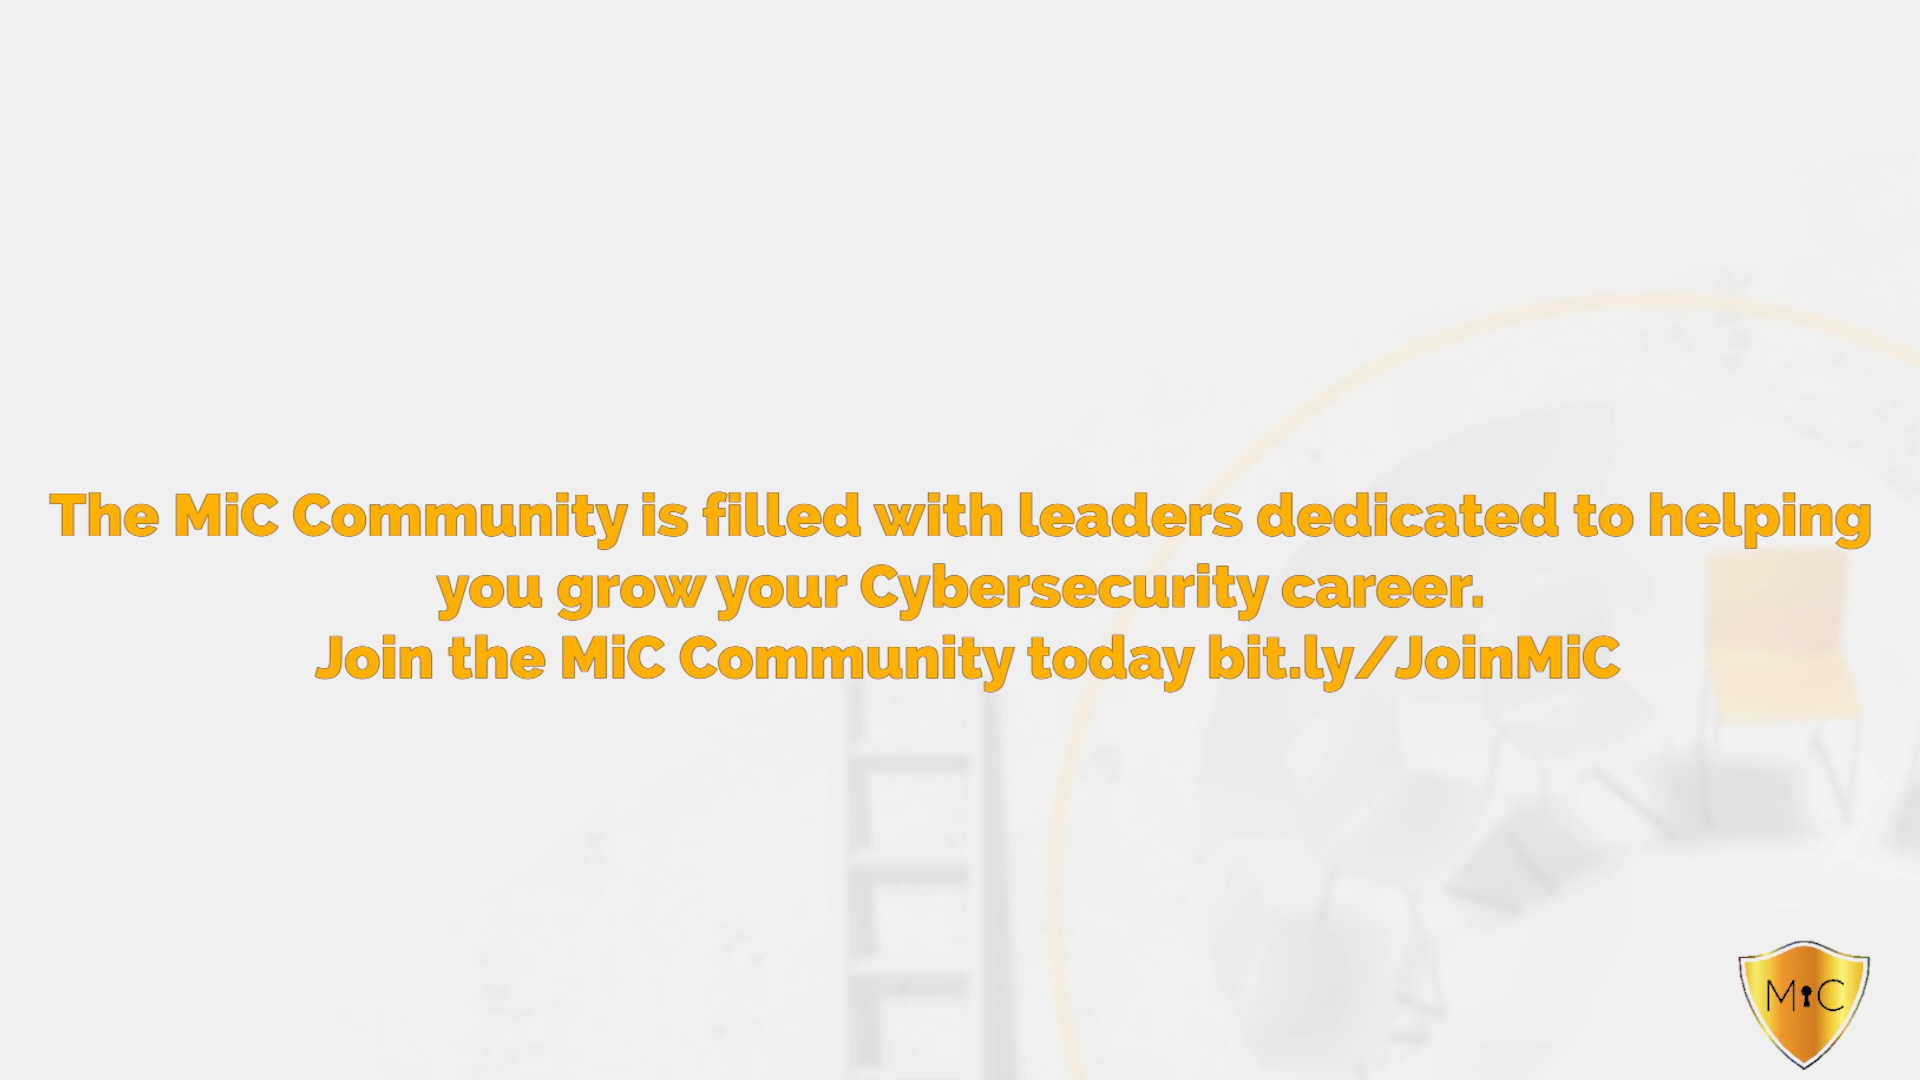 The MiC Community is filled with leaders dedicated to helping
you grow your Cybersecurity career.
Join the MiC Community today bit.ly/JoinMiC
MiC